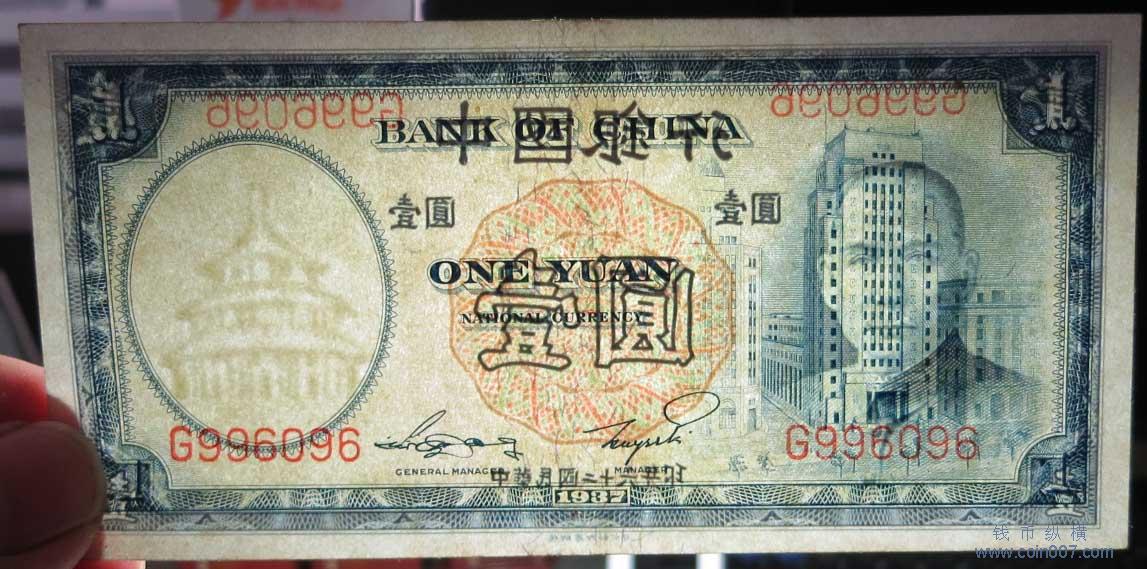 G996096 G996096
BANK OF CHINA
中國銀行
壹圓 壹圓
ONE YUAN
壹圓
NATIONAL CURRENCY
G996096 G996096
GENERAL MANAGER MANAGER
中華民國二十六年印
1937
钱币纵横
www.coin007.com